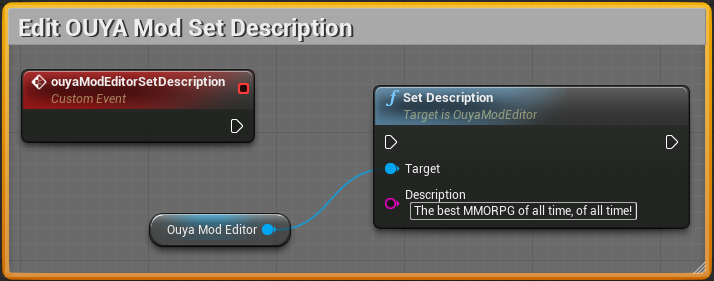 Edit OUYA Mod Set Description
ouyaModEditorSetDescription
Custom Event
Set Description
Target is OuyaModEditor
Target
Description
The best MMORPG of all time, of all time!
Ouya Mod Editor